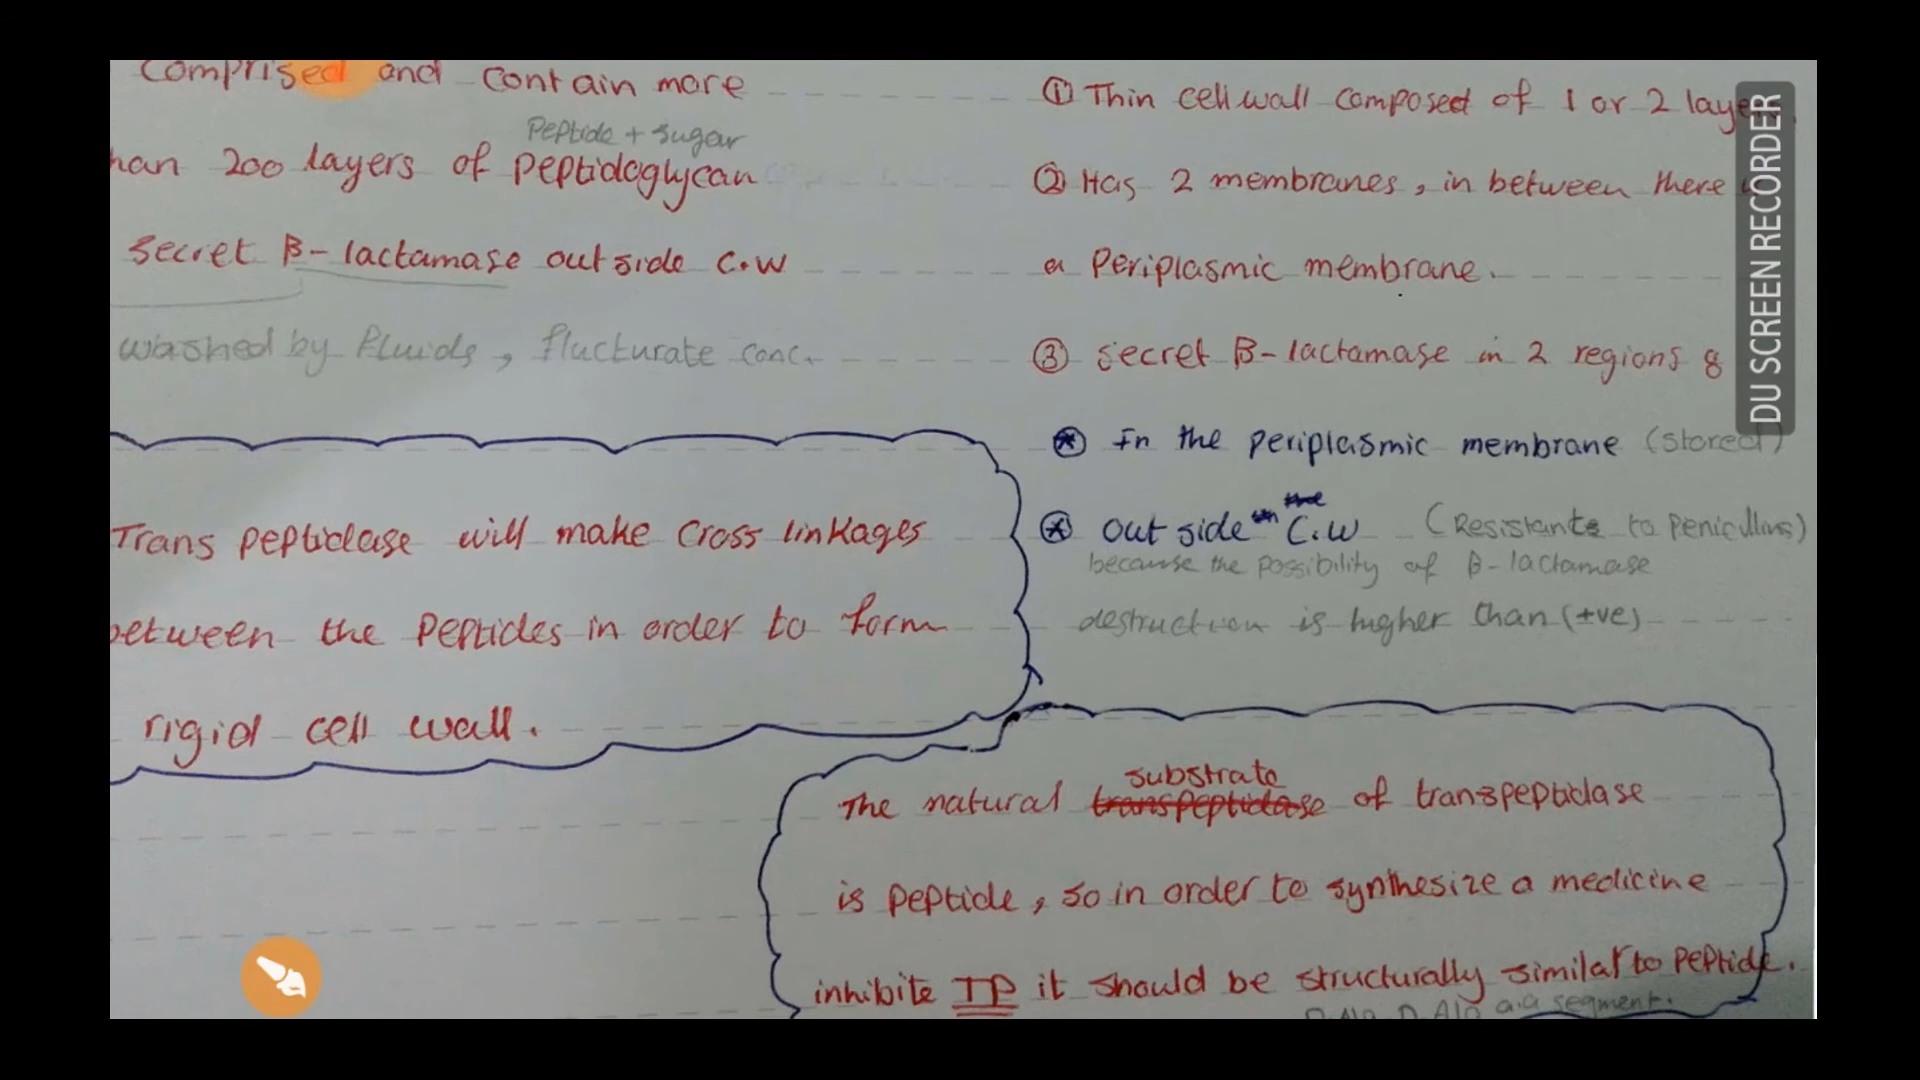 Comprised and contain more
Peptide + sugar
han 200 layers of peptidoglycan
secret β-lactamase outside C.W
washed by fluids, flucturate conc.
Trans peptidase will make cross linkages
between the peptides in order to form
rigid cell wall.
① Thin cell wall composed of 1 or 2 layers.
② Has 2 membranes, in between there is
a Periplasmic membrane.
③ secret β-lactamase in 2 regions :
In the periplasmic membrane (stored)
out side the C.W (Resistants to penicillins)
because the possibility of β-lactamase
destruction is higher than (+ve)
substrate
The natural transpeptidase of transpeptidase
is peptide, so in order to synthesize a medicine
inhibite TP it should be structurally similar to peptide.
D.Ala D.Ala a.a segment.
DU SCREEN RECORDER